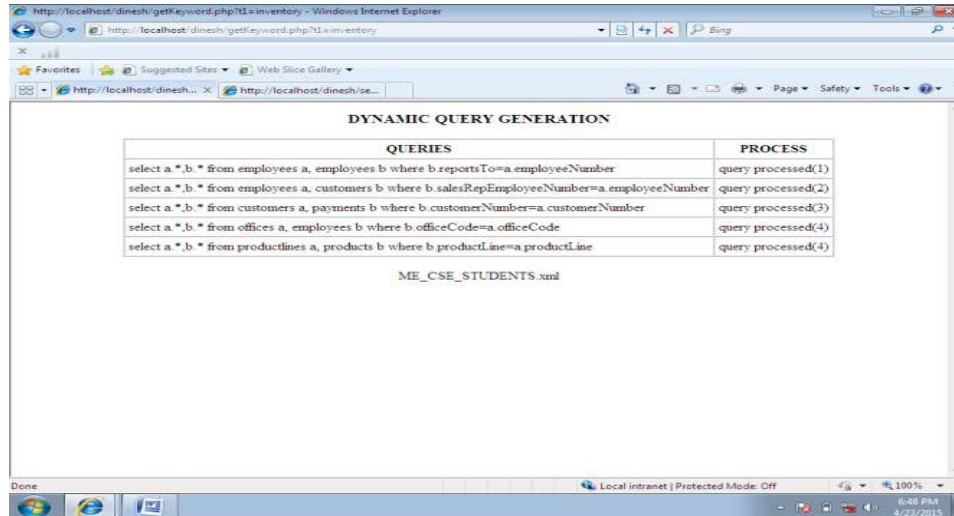 http://localhost/dinesh/getKeyword.php?t1=inventory - Windows Internet Explorer
http://localhost/dinesh/getKeyword.php?t1=inventory
Bing
Favorites Suggested Sites Web Slice Gallery
http://localhost/dinesh... X http://localhost/dinesh/se... Page Safety Tools
DYNAMIC QUERY GENERATION
QUERIES PROCESS
select a.*,b.* from employees a, employees b where b.reportsTo=a.employeeNumber query processed(1)
select a.*,b.* from employees a, customers b where b.salesRepEmployeeNumber=a.employeeNumber query processed(2)
select a.*,b.* from customers a, payments b where b.customerNumber=a.customerNumber query processed(3)
select a.*,b.* from offices a, employees b where b.officeCode=a.officeCode query processed(4)
select a.*,b.* from productlines a, products b where b.productLine=a.productLine query processed(4)
ME_CSE_STUDENTS.xml
Done Local intranet | Protected Mode: Off 100%
6:48 PM
4/23/2015